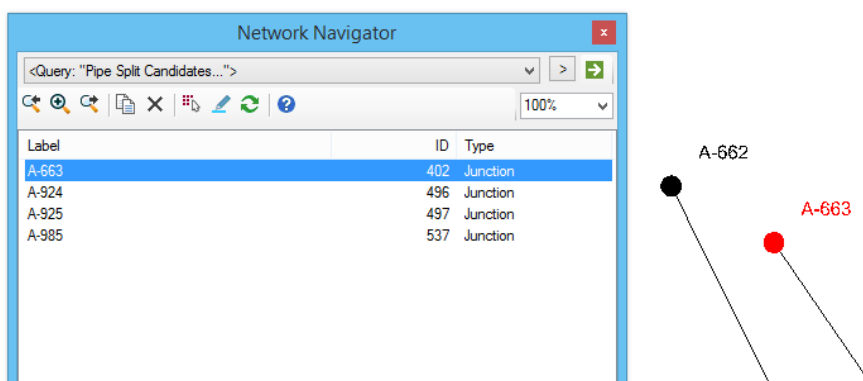 Network Navigator
x
<Query: "Pipe Split Candidates...">
>
100%
Label ID Type
A-663 402 Junction
A-924 496 Junction
A-925 497 Junction
A-985 537 Junction
A-662
A-663